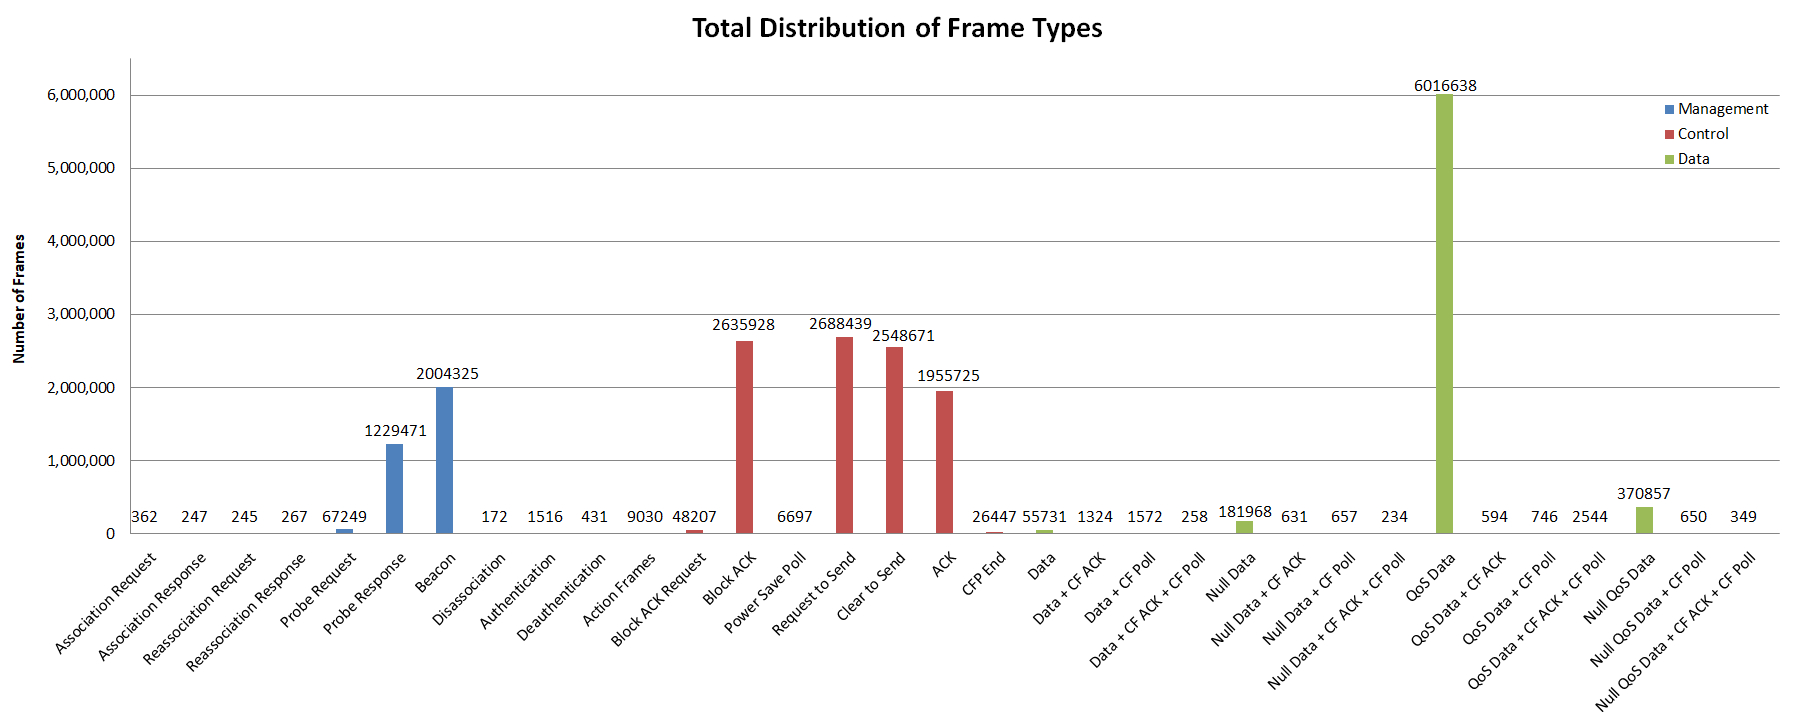 Total Distribution of Frame Types
Number of Frames
6,000,000
5,000,000
4,000,000
3,000,000
2,000,000
1,000,000
0
362
247
245
267
67249
1229471
2004325
172
1516
431
9030
48207
2635928
6697
2688439
2548671
1955725
26447
55731
1324
1572
258
181968
631
657
234
6016638
594
746
2544
370857
650
349
Management
Control
Data
Association Request
Association Response
Reassociation Request
Reassociation Response
Probe Request
Probe Response
Beacon
Disassociation
Authentication
Deauthentication
Action Frames
Block ACK Request
Block ACK
Power Save Poll
Request to Send
Clear to Send
ACK
CFP End
Data
Data + CF ACK
Data + CF Poll
Data + CF ACK + CF Poll
Null Data
Null Data + CF ACK
Null Data + CF Poll
Null Data + CF ACK + CF Poll
QoS Data
QoS Data + CF ACK
QoS Data + CF Poll
QoS Data + CF ACK + CF Poll
Null QoS Data
Null QoS Data + CF Poll
Null QoS Data + CF ACK + CF Poll